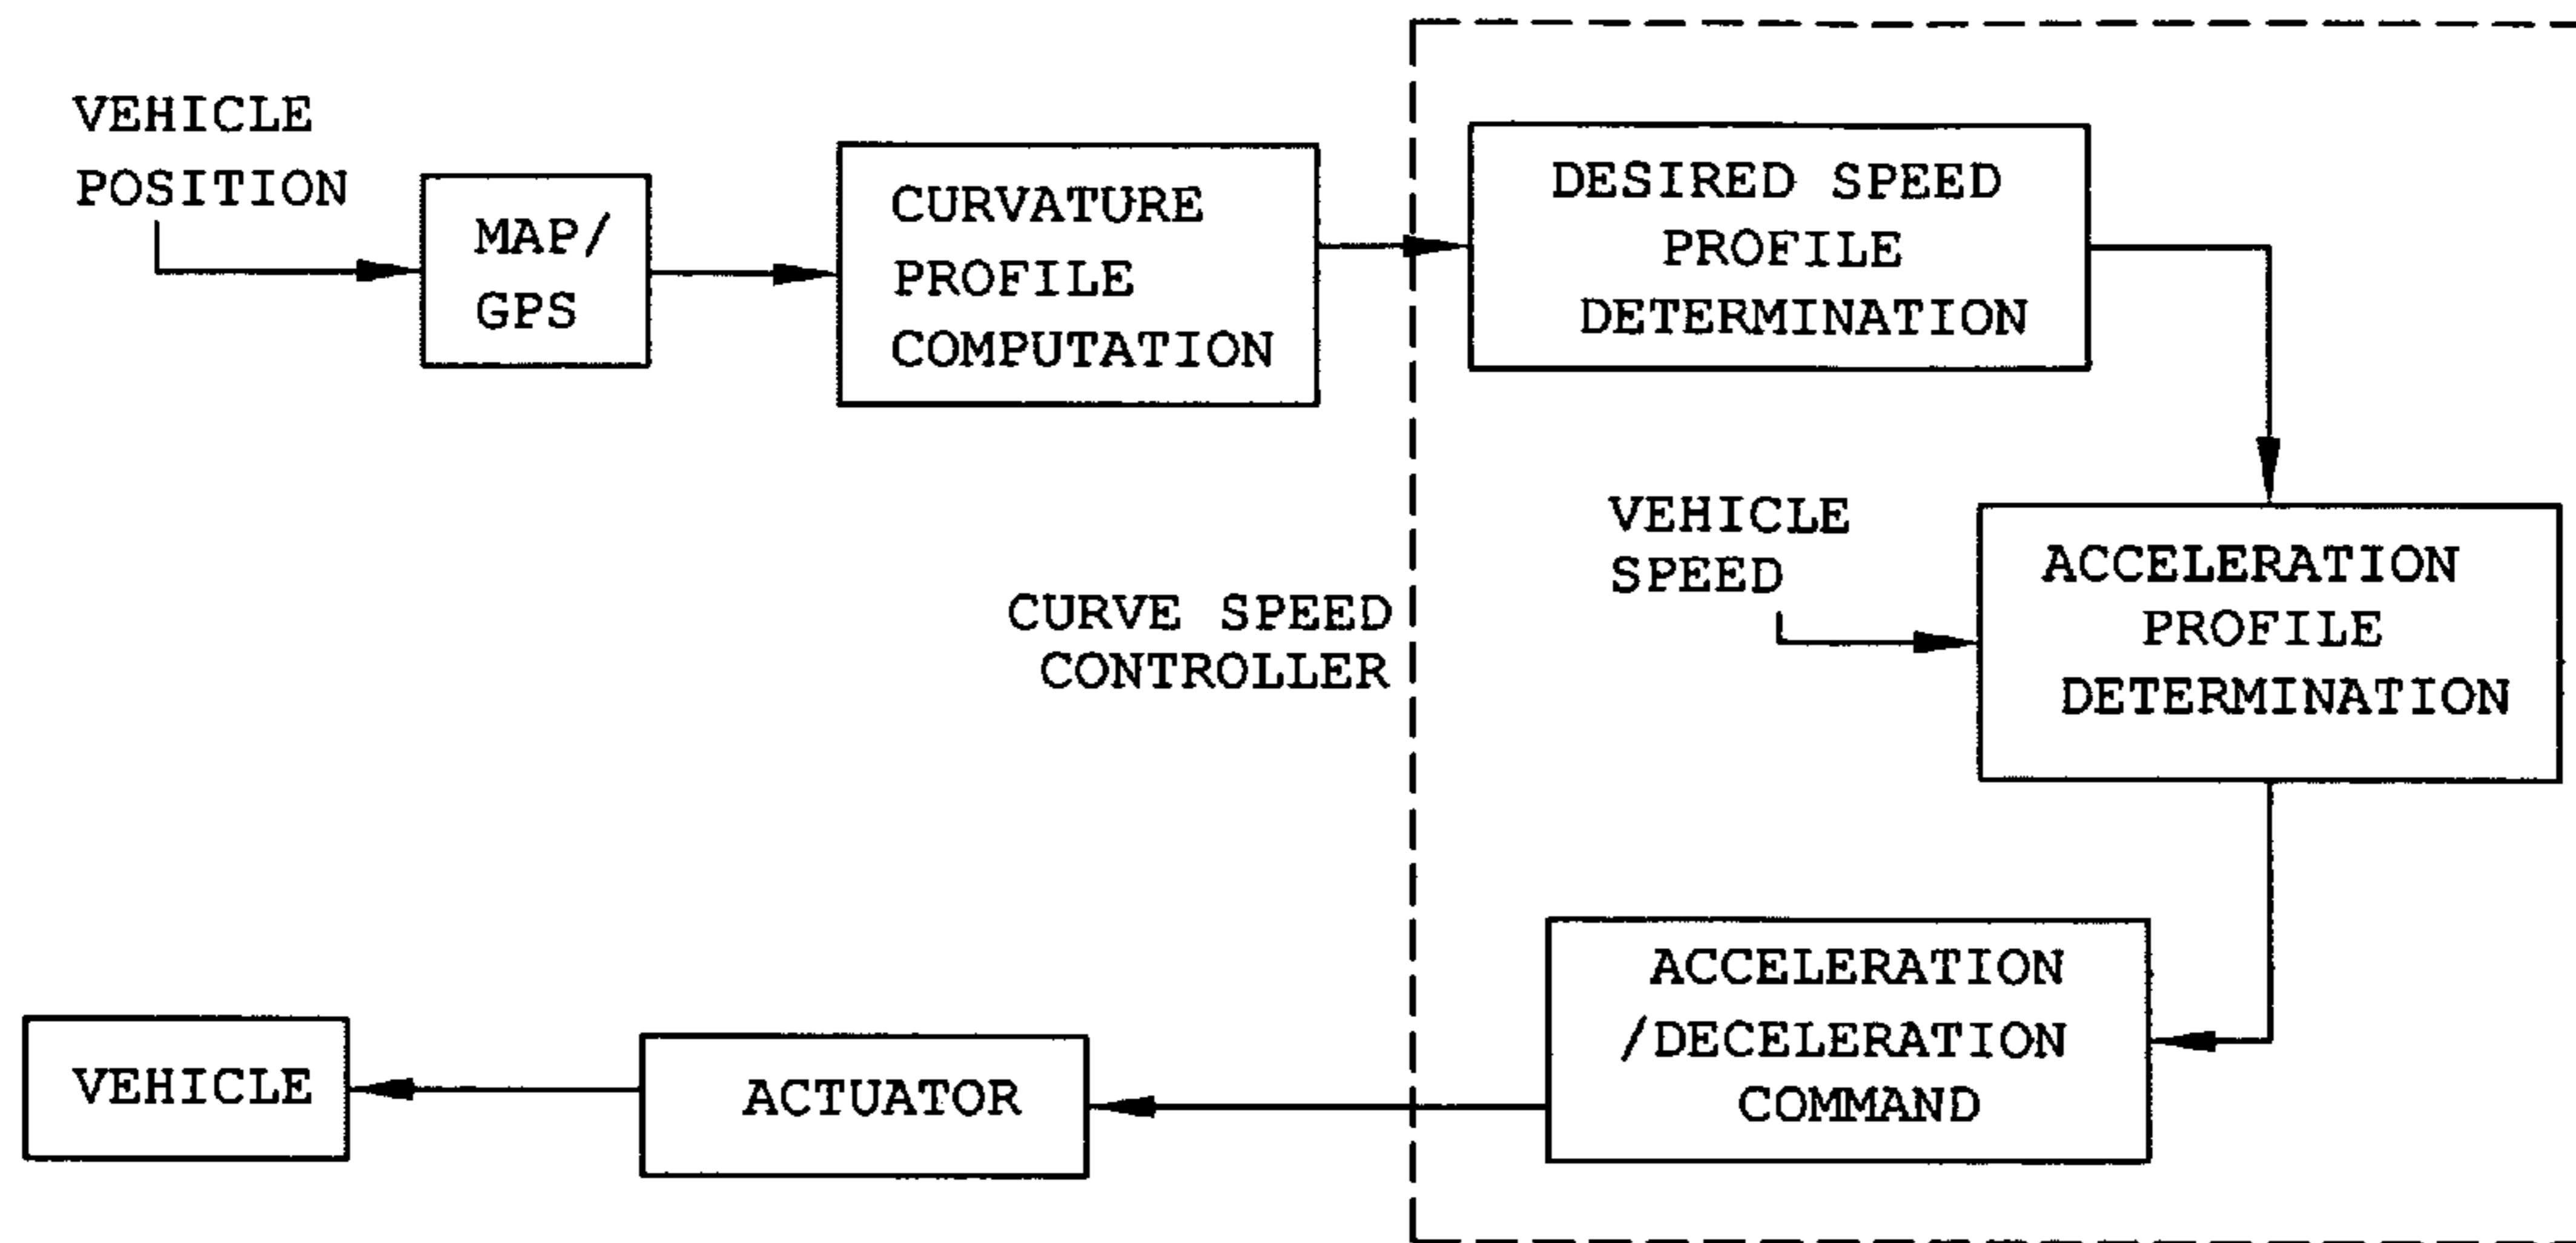 VEHICLE
POSITION
MAP/
GPS
CURVATURE
PROFILE
COMPUTATION
DESIRED SPEED
PROFILE
DETERMINATION
VEHICLE
SPEED
ACCELERATION
PROFILE
DETERMINATION
CURVE SPEED
CONTROLLER
ACCELERATION
/DECELERATION
COMMAND
ACTUATOR
VEHICLE